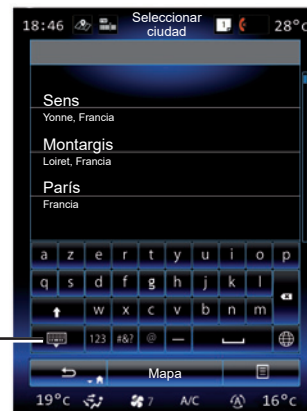 18:46 Seleccionar ciudad 28°
Sens
Yonne, Francia
Montargis
Loiret, Francia
París
Francia
a z e r t y u i o p
q s d f g h j k l
w x c v b n m
123 #&? @ —
Mapa
19°c 7 A/C 16°c